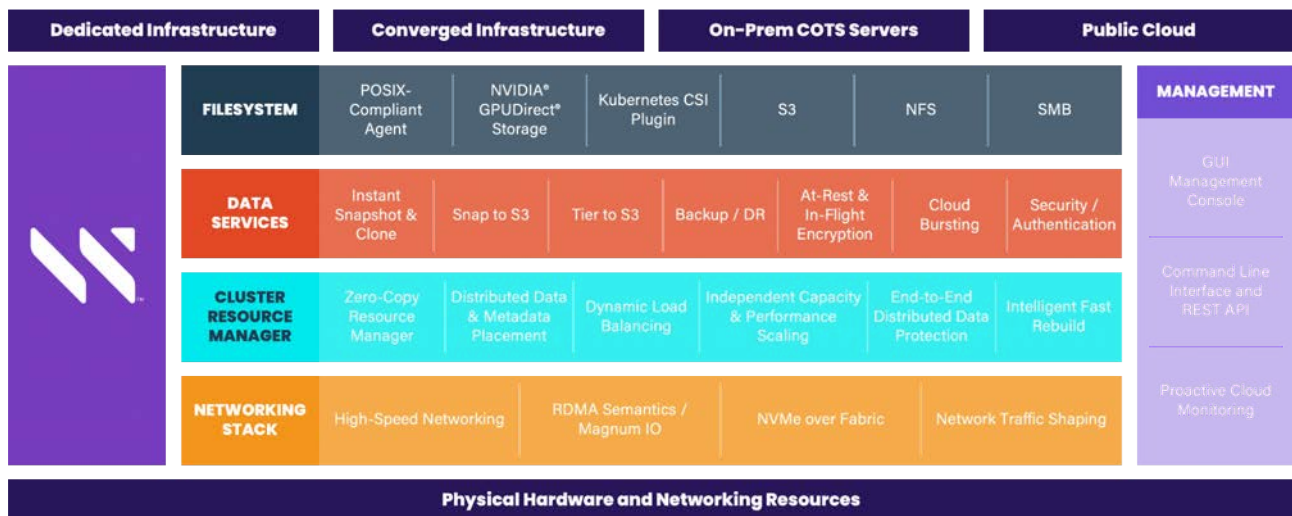 Dedicated Infrastructure
Converged Infrastructure
On-Prem COTS Servers
Public Cloud
FILESYSTEM
POSIX-
Compliant
Agent
NVIDIA®
GPUDirect®
Storage
Kubernetes CSI
Plugin
S3
NFS
SMB
DATA
SERVICES
Instant
Snapshot &
Clone
Snap to S3
Tier to S3
Backup / DR
At-Rest &
In-Flight
Encryption
Cloud
Bursting
Security /
Authentication
CLUSTER
RESOURCE
MANAGER
Zero-Copy
Resource
Manager
Distributed Data
& Metadata
Placement
Dynamic Load
Balancing
Independent Capacity
& Performance
Scaling
End-to-End
Distributed Data
Protection
Intelligent Fast
Rebuild
NETWORKING
STACK
High-Speed Networking
RDMA Semantics /
Magnum IO
NVMe over Fabric
Network Traffic Shaping
MANAGEMENT
GUI
Management
Console
Command Line
Interface and
REST API
Proactive Cloud
Monitoring
Physical Hardware and Networking Resources